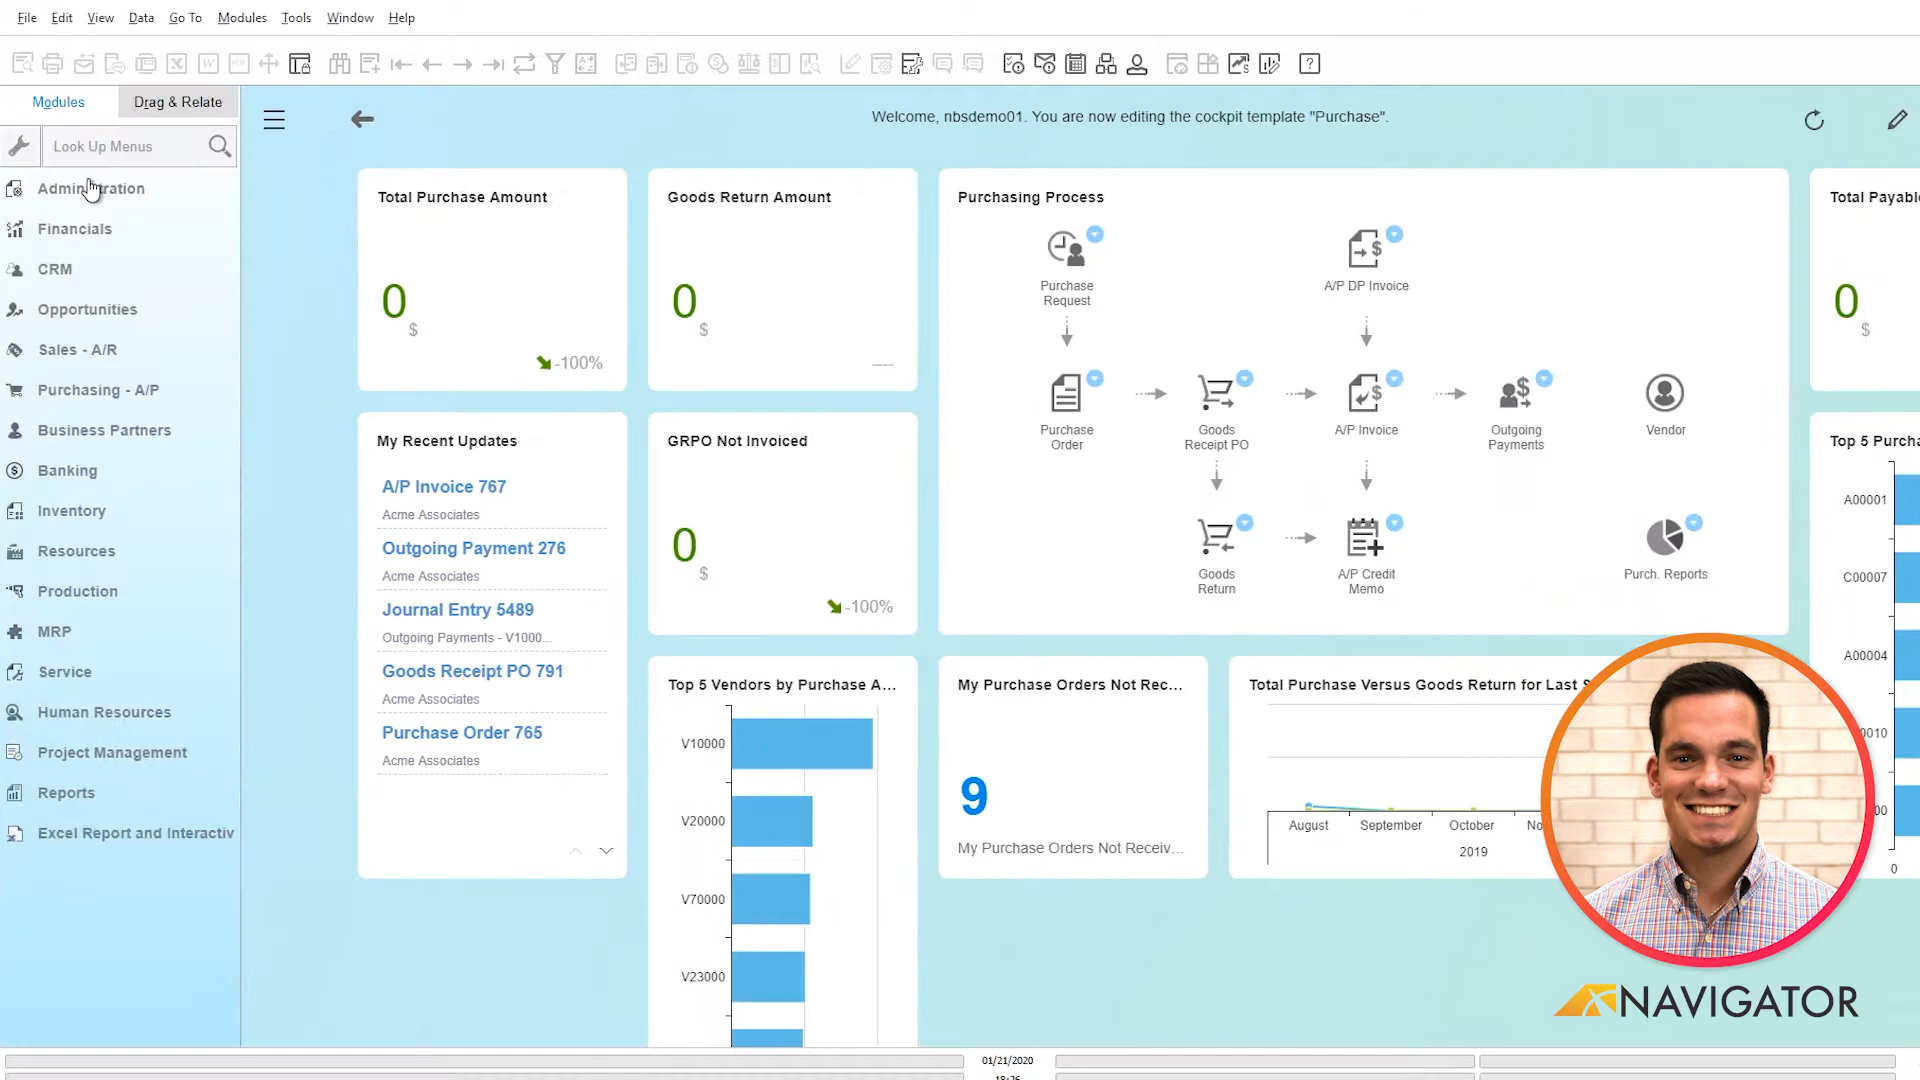 File Edit View Data Go To Modules Tools Window Help
Modules Drag & Relate
Look Up Menus
Administration
Financials
CRM
Opportunities
Sales - A/R
Purchasing - A/P
Business Partners
Banking
Inventory
Resources
Production
MRP
Service
Human Resources
Project Management
Reports
Excel Report and Interactiv
Welcome, nbsdemo01. You are now editing the cockpit template "Purchase".
Total Purchase Amount
0
$
-100%
Goods Return Amount
0
$
My Recent Updates
A/P Invoice 767
Acme Associates
Outgoing Payment 276
Acme Associates
Journal Entry 5489
Outgoing Payments - V1000...
Goods Receipt PO 791
Acme Associates
Purchase Order 765
Acme Associates
GRPO Not Invoiced
0
$
-100%
Top 5 Vendors by Purchase A...
V10000
V20000
V70000
V23000
Purchasing Process
Purchase
Request
A/P DP Invoice
Purchase
Order
Goods
Receipt PO
A/P Invoice
Outgoing
Payments
Vendor
Goods
Return
A/P Credit
Memo
Purch. Reports
My Purchase Orders Not Rec...
9
My Purchase Orders Not Receiv...
Total Purchase Versus Goods Return for Last
August September October No
2019
Total Payabl
0
$
Top 5 Purcha
A00001
C00007
A00004
0010
00
0
NAVIGATOR
01/21/2020